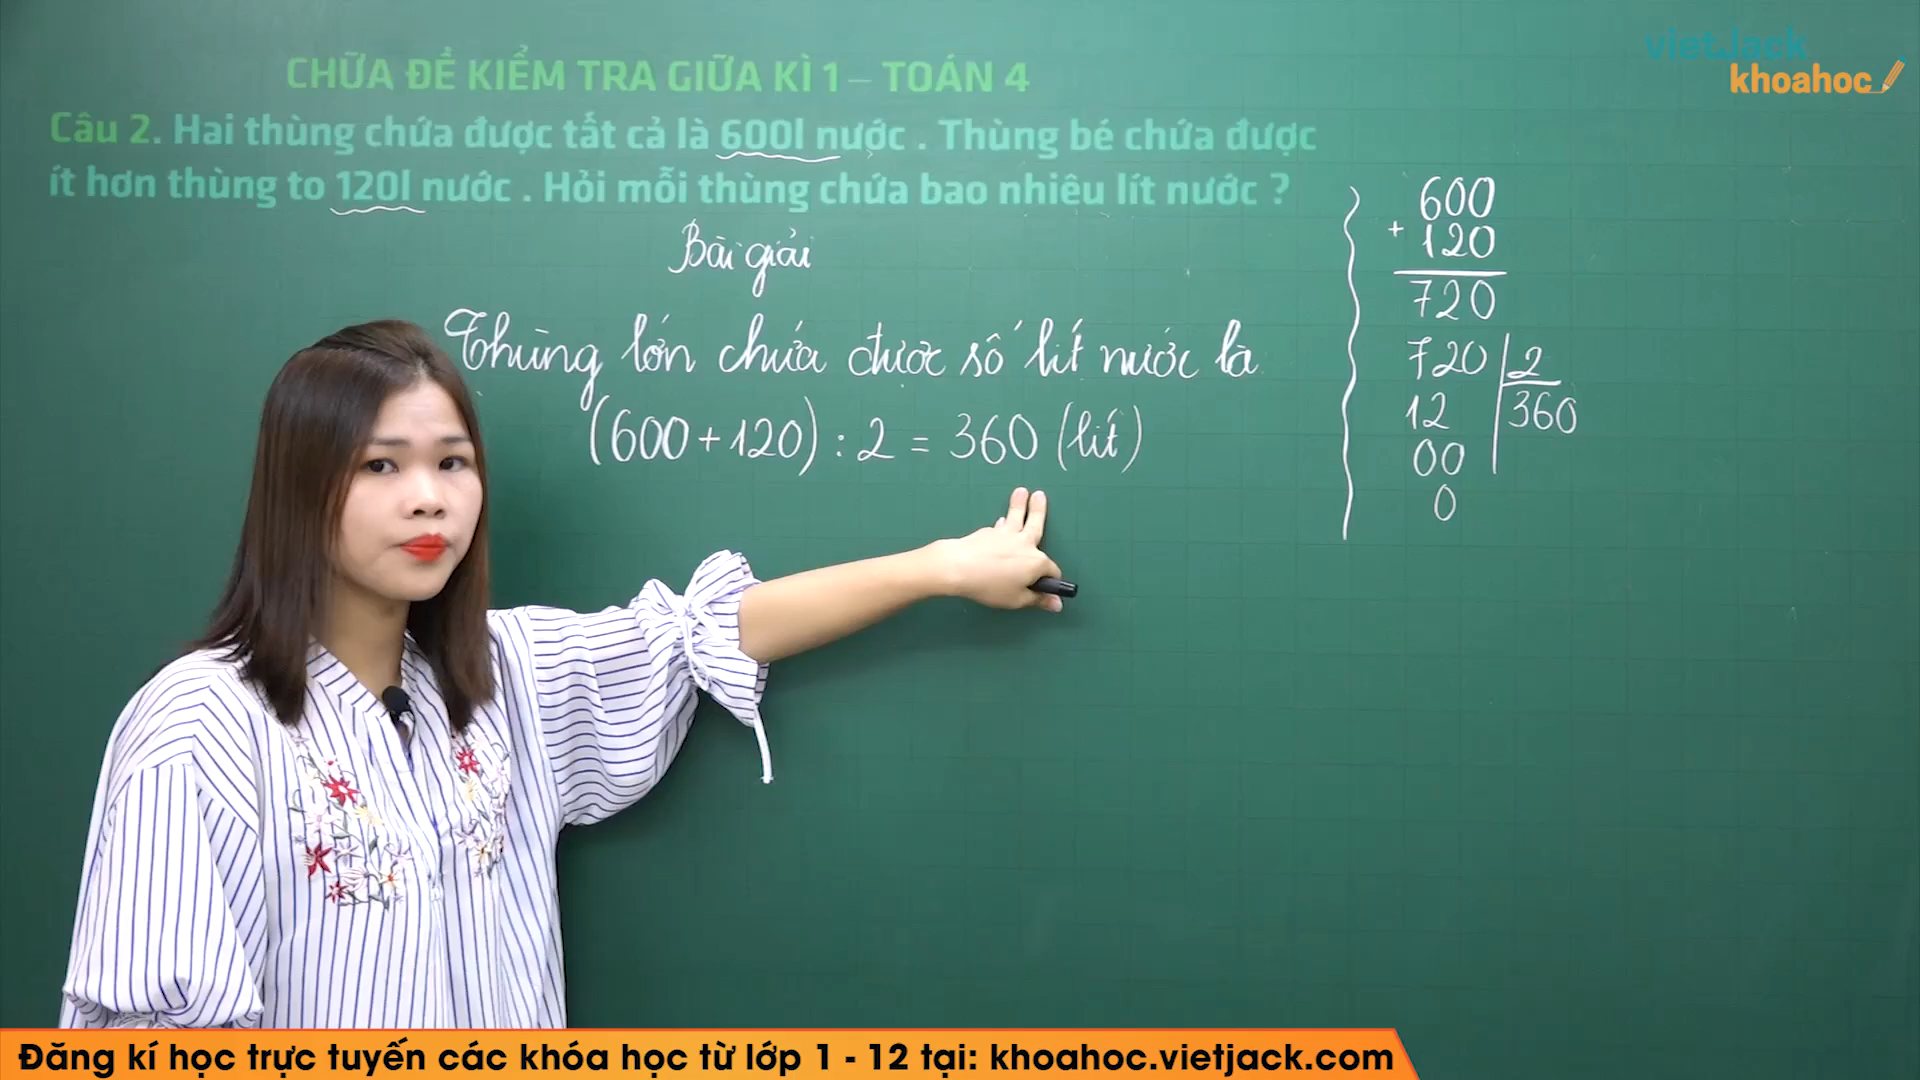 vietJack
khoahoc
CHỮA ĐỀ KIỂM TRA GIỮA KÌ 1 – TOÁN 4
Câu 2. Hai thùng chứa được tất cả là 600l nước . Thùng bé chứa được
ít hơn thùng to 120l nước . Hỏi mỗi thùng chứa bao nhiêu lít nước ?
Bài giải
Thùng lớn chứa được số lít nước là
(600 + 120) : 2 = 360 (lít)
600
+ 120
720
720 2
12 360
00
0
Đăng kí học trực tuyến các khóa học từ lớp 1 - 12 tại: khoahoc.vietjack.com